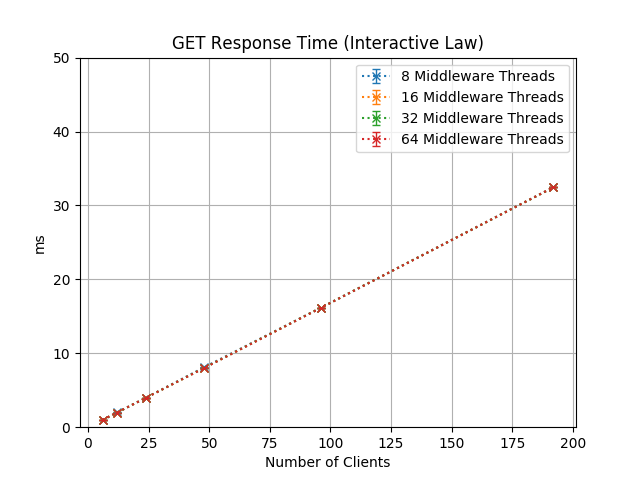 GET Response Time (Interactive Law)
50
40
30
20
10
0
ms
8 Middleware Threads
16 Middleware Threads
32 Middleware Threads
64 Middleware Threads
0 25 50 75 100 125 150 175 200
Number of Clients